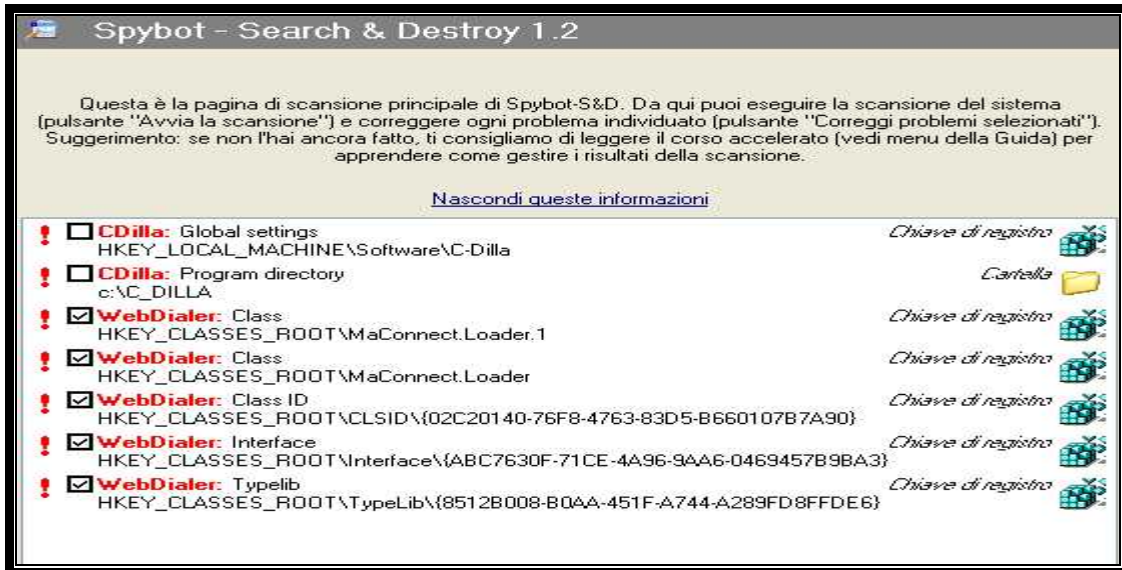 Spybot - Search & Destroy 1.2
Questa è la pagina di scansione principale di Spybot-S&D. Da qui puoi eseguire la scansione del sistema
(pulsante "Avvia la scansione") e correggere ogni problema individuato (pulsante "Correggi problemi selezionati").
Suggerimento: se non l'hai ancora fatto, ti consigliamo di leggere il corso accelerato (vedi menu della Guida) per
apprendere come gestire i risultati della scansione.
Nascondi queste informazioni
CDilla: Global settings Chiave di registro
HKEY_LOCAL_MACHINE\Software\C-Dilla
CDilla: Program directory Cartella
c:\C_DILLA
WebDialer: Class Chiave di registro
HKEY_CLASSES_ROOT\MaConnect.Loader.1
WebDialer: Class Chiave di registro
HKEY_CLASSES_ROOT\MaConnect.Loader
WebDialer: Class ID Chiave di registro
HKEY_CLASSES_ROOT\CLSID\{02C20140-76F8-4763-83D5-B660107B7A90}
WebDialer: Interface Chiave di registro
HKEY_CLASSES_ROOT\Interface\{ABC7630F-71CE-4A96-9AA6-0469457B9BA3}
WebDialer: Typelib Chiave di registro
HKEY_CLASSES_ROOT\TypeLib\{8512B008-B0AA-451F-A744-A289FD8FFDE6}